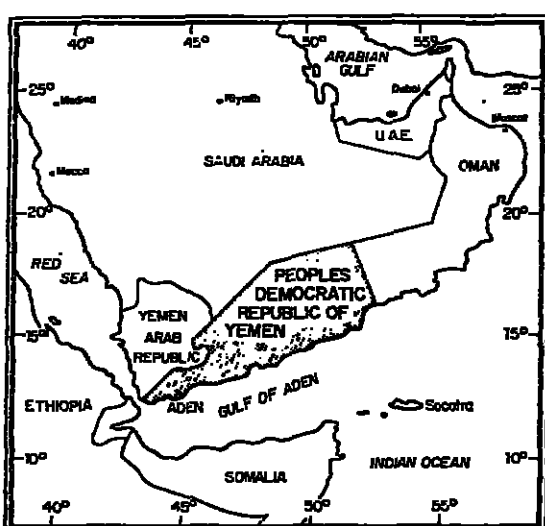 40° 45° 50° 55°
ARABIAN
GULF
25° Medina Riyadh Dubai 25°
Muscat
U.A.E.
Mecca SAUDI ARABIA OMAN
20° 20°
RED
SEA
PEOPLES
DEMOCRATIC
REPUBLIC OF
YEMEN
YEMEN
ARAB
REPUBLIC
15° 15°
ETHIOPIA ADEN GULF OF ADEN Socotra
10° SOMALIA INDIAN OCEAN 10°
40° 45° 50° 55°